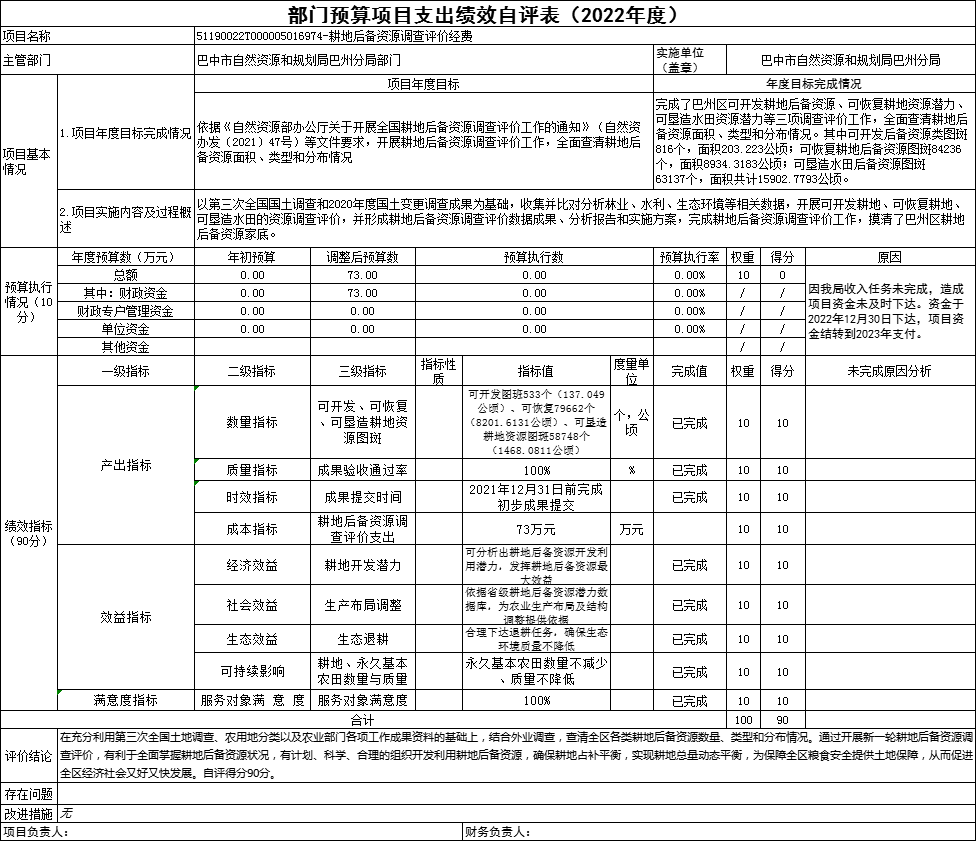 部门预算项目支出绩效自评表（2022年度）
项目名称 51190022T000005016974-耕地后备资源调查评价经费
主管部门 巴中市自然资源和规划局巴州分局部门 实施单位（盖章） 巴中市自然资源和规划局巴州分局
项目基本情况
项目年度目标 年度目标完成情况
1.项目年度目标完成情况
依据《自然资源部办公厅关于开展全国耕地后备资源调查评价工作的通知》（自然资
办发〔2021〕47号）等文件要求，开展耕地后备资源调查评价工作，全面查清耕地后
备资源面积、类型和分布情况
完成了巴州区可开发耕地后备资源、可恢复耕地资源潜力、
可垦造水田资源潜力等三项调查评价工作，全面查清耕地后
备资源面积、类型和分布情况。其中可开发后备资源类图斑
816个，面积203.223公顷；可恢复耕地后备资源图斑84236
个，面积8934.3183公顷；可垦造水田后备资源图斑
63137个，面积共计15902.7793公顷。
2.项目实施内容及过程概述
以第三次全国国土调查和2020年度国土变更调查成果为基础，收集并比对分析林业、水利、生态环境等相关数据，开展可开发耕地、可恢复耕地、
可垦造水田的资源调查评价，并形成耕地后备资源调查评价数据成果、分析报告和实施方案，完成耕地后备资源调查评价工作，摸清了巴州区耕地
后备资源家底。
预算执行情况（10分）
年度预算数（万元） 年初预算 调整后预算数 预算执行数 预算执行率 权重 得分 原因
总额 0.00 73.00 0.00 0.00% 10 0
其中：财政资金 0.00 73.00 0.00 0.00% / /
财政专户管理资金 0.00 0.00 0.00 0.00% / /
单位资金 0.00 0.00 0.00 0.00% / /
其他资金 / /
因我局收入任务未完成，造成
项目资金未及时下达。资金于
2022年12月30日下达，项目资
金结转到2023年支付。
绩效指标（90分）
一级指标 二级指标 三级指标 指标性质 指标值 度量单位 完成值 权重 得分 未完成原因分析
产出指标
数量指标 可开发、可恢复、可垦造耕地资源图斑 可开发图班533个（137.049公顷）、可恢复79662个（8201.6131公顷）、可垦造耕地资源图斑58748个（1468.0811公顷） 个，公顷 已完成 10 10
质量指标 成果验收通过率 100% % 已完成 10 10
时效指标 成果提交时间 2021年12月31日前完成初步成果提交 已完成 10 10
成本指标 耕地后备资源调查评价支出 73万元 万元 10 10
效益指标
经济效益 耕地开发潜力 可分析出耕地后备资源开发利用潜力，发挥耕地后备资源最大效益 已完成 10 10
社会效益 生产布局调整 依据省级耕地后备资源潜力数据库，为农业生产布局及结构调整提供依据 已完成 10 10
生态效益 生态退耕 合理下达退耕任务，确保生态环境质量不降低 已完成 10 10
可持续影响 耕地、永久基本农田数量与质量 永久基本农田数量不减少、质量不降低 已完成 10 10
满意度指标 服务对象满 意 度 服务对象满意度 100% 已完成 10 10
合计 100 90
评价结论
在充分利用第三次全国土地调查、农用地分类以及农业部门各项工作成果资料的基础上，结合外业调查，查清全区各类耕地后备资源数量、类型和分布情况。通过开展新一轮耕地后备资源调
查评价，有利于全面掌握耕地后备资源状况，有计划、科学、合理的组织开发利用耕地后备资源，确保耕地占补平衡，实现耕地总量动态平衡，为保障全区粮食安全提供土地保障，从而促进
全区经济社会又好又快发展。自评得分90分。
存在问题
改进措施 无
项目负责人： 财务负责人：